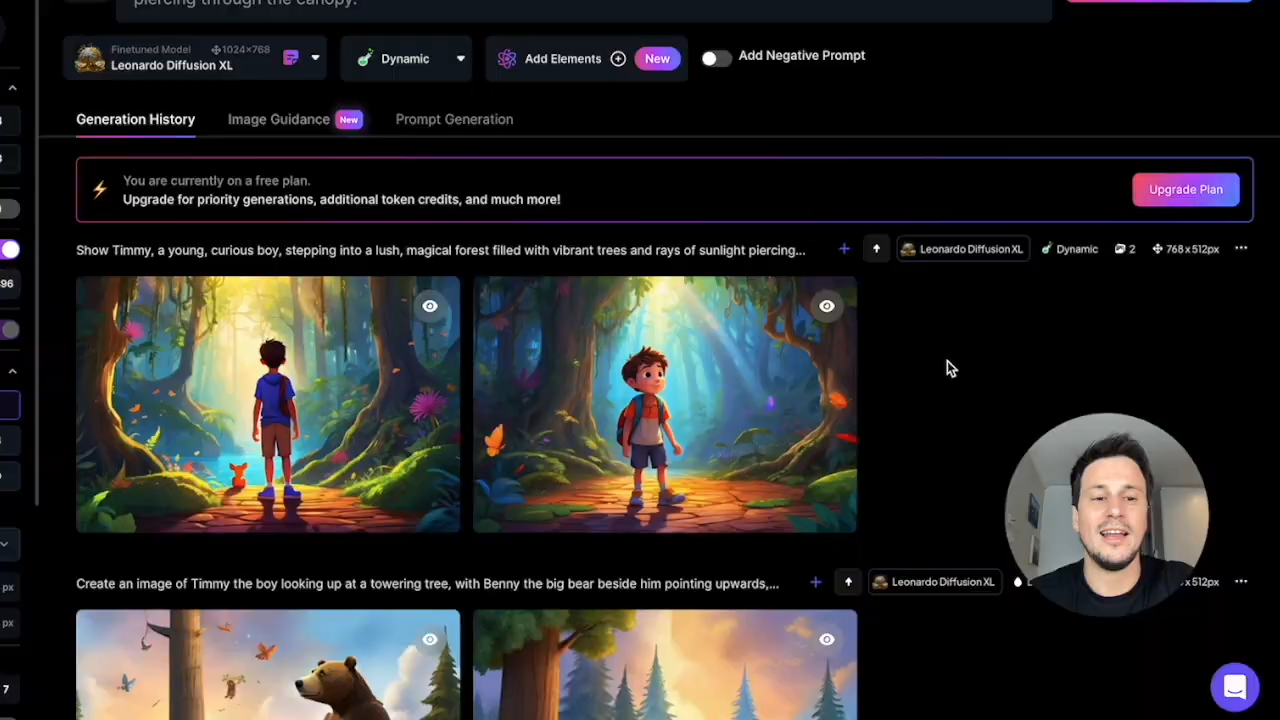 piercing through the canopy.
Finetuned Model 1024×768
Leonardo Diffusion XL
Dynamic
Add Elements
New
Add Negative Prompt
Generation History
Image Guidance New
Prompt Generation
You are currently on a free plan.
Upgrade for priority generations, additional token credits, and much more!
Upgrade Plan
Show Timmy, a young, curious boy, stepping into a lush, magical forest filled with vibrant trees and rays of sunlight piercing...
Leonardo Diffusion XL
Dynamic
2
768 x 512px
96
Create an image of Timmy the boy looking up at a towering tree, with Benny the big bear beside him pointing upwards,...
Leonardo Diffusion XL
x 512px
px
px
7